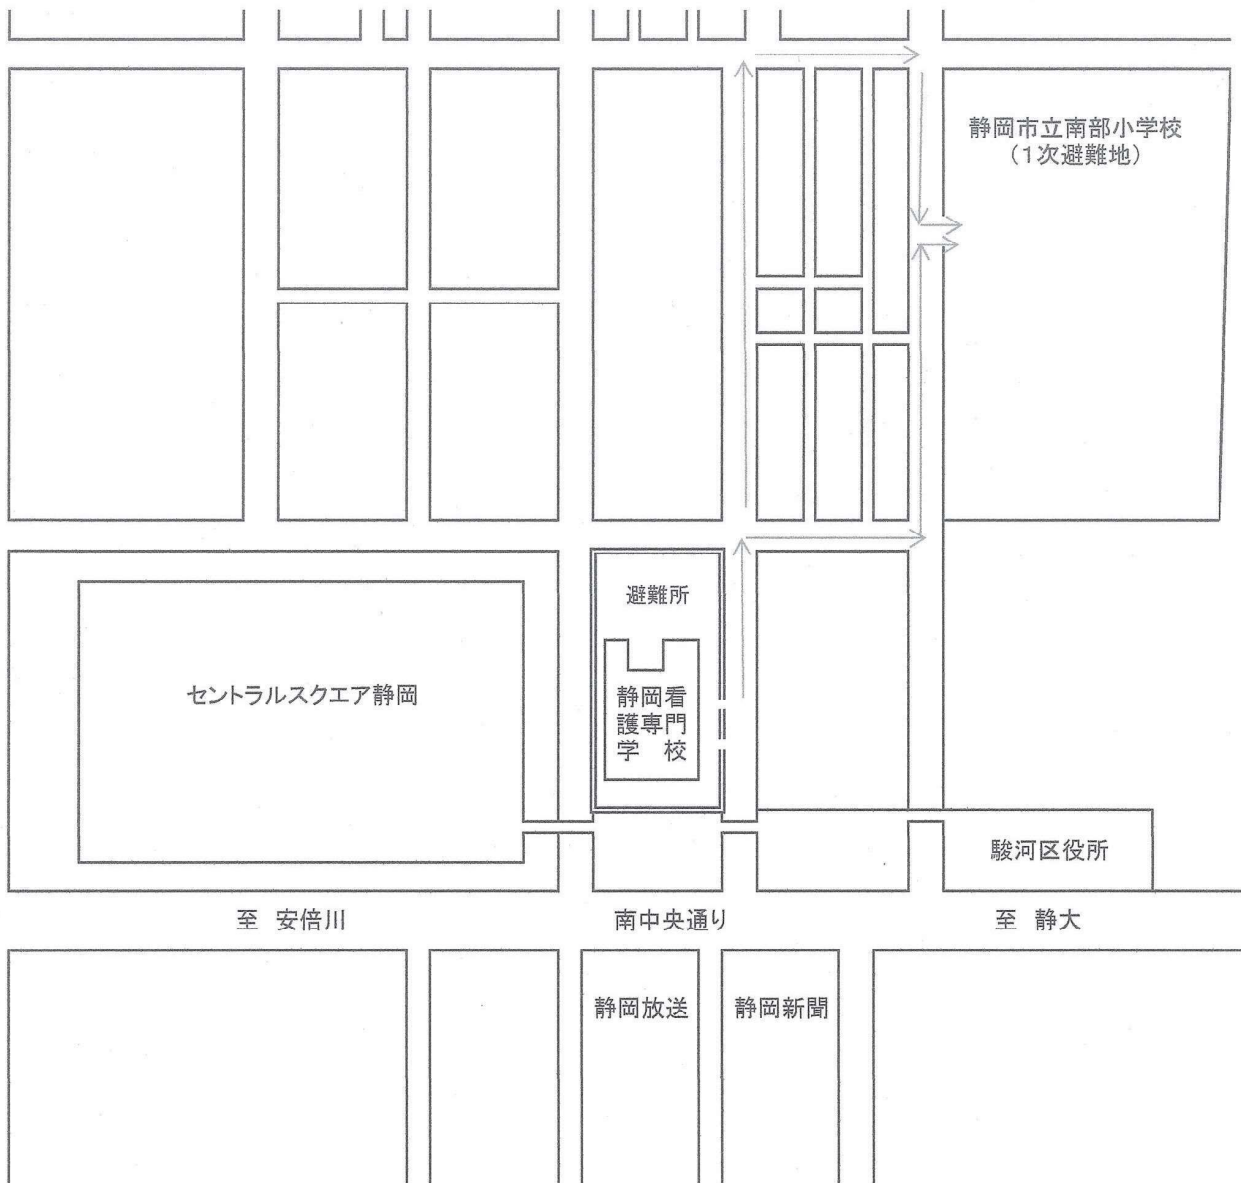 静岡市立南部小学校
（1次避難地）
避難所
セントラルスクエア静岡
静岡看
護専門
学　校
駿河区役所
至　安倍川
南中央通り
至　静大
静岡放送
静岡新聞